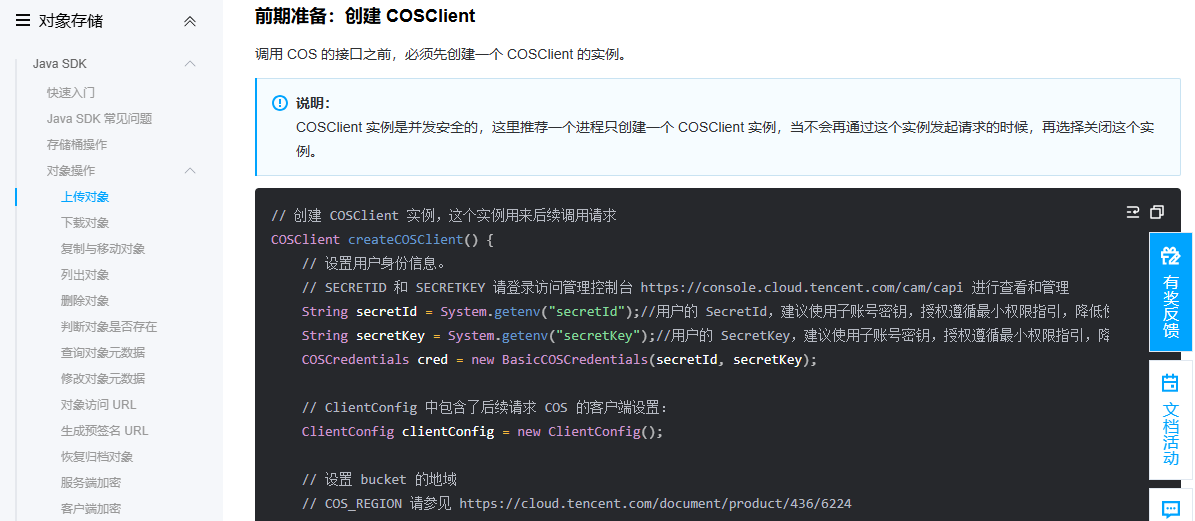 对象存储
Java SDK
快速入门
Java SDK 常见问题
存储桶操作
对象操作
上传对象
下载对象
复制与移动对象
列出对象
删除对象
判断对象是否存在
查询对象元数据
修改对象元数据
对象访问 URL
生成预签名 URL
恢复归档对象
服务端加密
客户端加密
前期准备：创建 COSClient
调用 COS 的接口之前，必须先创建一个 COSClient 的实例。
说明：
COSClient 实例是并发安全的，这里推荐一个进程只创建一个 COSClient 实例，当不会再通过这个实例发起请求的时候，再选择关闭这个实
例。
// 创建 COSClient 实例，这个实例用来后续调用请求
COSClient createCOSClient() {
// 设置用户身份信息。
// SECRETID 和 SECRETKEY 请登录访问管理控制台 https://console.cloud.tencent.com/cam/capi 进行查看和管理
String secretId = System.getenv("secretId");//用户的 SecretId，建议使用子账号密钥，授权遵循最小权限指引，降低
String secretKey = System.getenv("secretKey");//用户的 SecretKey，建议使用子账号密钥，授权遵循最小权限指引，降
COSCredentials cred = new BasicCOSCredentials(secretId, secretKey);
// ClientConfig 中包含了后续请求 COS 的客户端设置：
ClientConfig clientConfig = new ClientConfig();
// 设置 bucket 的地域
// COS_REGION 请参见 https://cloud.tencent.com/document/product/436/6224
有奖反馈
文档活动